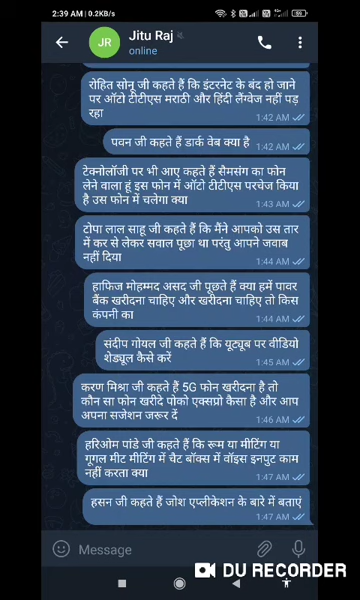 2:39 AM | 0.2KB/s
JR
Jitu Raj
online
रोहित सोनू जी कहते हैं कि इंटरनेट के बंद हो जाने
पर ऑटो टीटीएस मराठी और हिंदी लैंग्वेज नहीं पड़
रहा
1:42 AM
पवन जी कहते हैं डार्क वेब क्या है
1:42 AM
टेक्नोलॉजी पर भी आए कहते हैं सैमसंग का फोन
लेने वाला हूं इस फोन में ऑटो टीटीएस परचेज किया
है उस फोन में चलेगा क्या
1:43 AM
टोपा लाल साहू जी कहते हैं कि मैंने आपको उस तार
में कर से लेकर सवाल पूछा था परंतु आपने जवाब
नहीं दिया
1:44 AM
हाफिज मोहम्मद असद जी पूछते हैं क्या हमें पावर
बैंक खरीदना चाहिए और खरीदना चाहिए तो किस
कंपनी का
1:44 AM
संदीप गोयल जी कहते हैं कि यूट्यूब पर वीडियो
शेड्यूल कैसे करें
1:45 AM
करण मिश्रा जी कहते हैं 5G फोन खरीदना है तो
कौन सा फोन खरीदे पोको एक्सप्रो कैसा है और आप
अपना सजेशन जरूर दें
1:46 AM
हरिओम पांडे जी कहते हैं कि रूम या मीटिंग या
गूगल मीट मीटिंग में चैट बॉक्स में वॉइस इनपुट काम
नहीं करता क्या
1:47 AM
हसन जी कहते हैं जोश एप्लीकेशन के बारे में बताएं
1:47 AM
Message
DU RECORDER